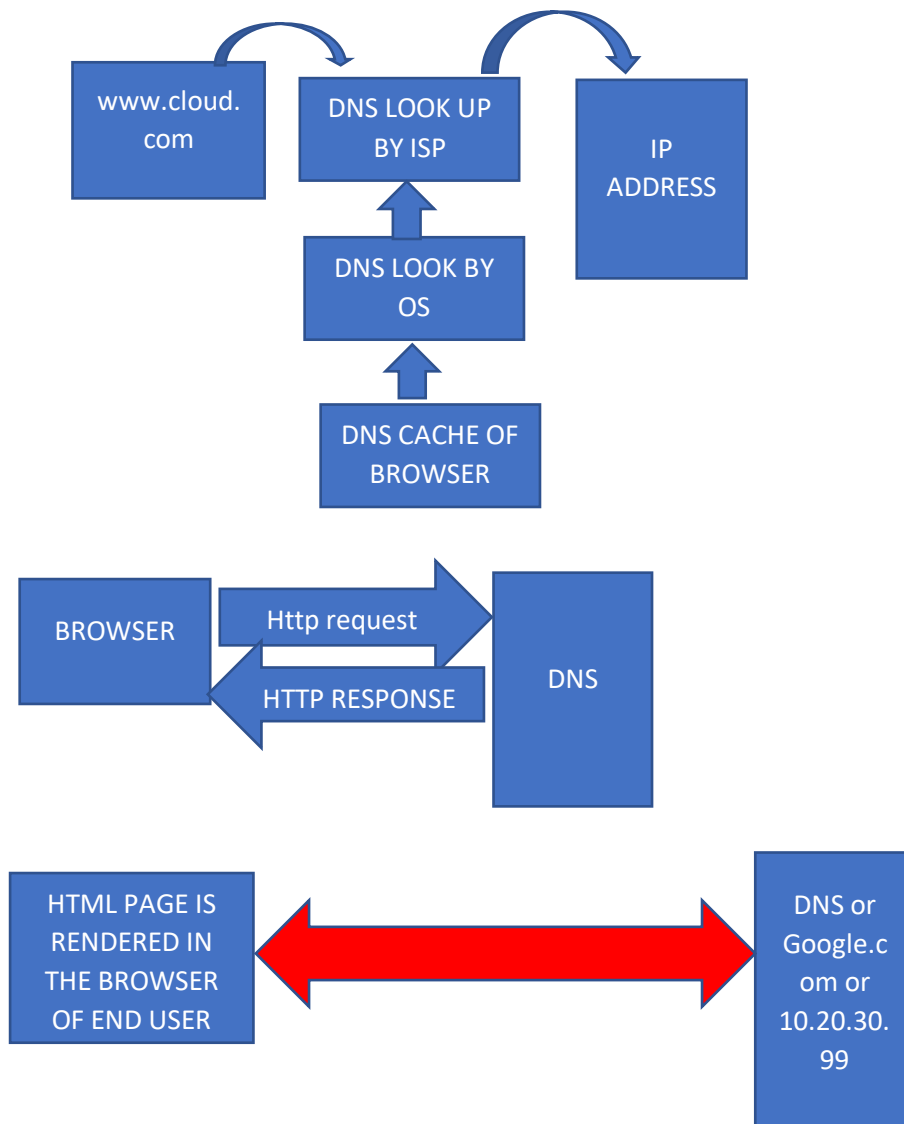 www.cloud.
com
DNS LOOK UP
BY ISP
IP
ADDRESS
DNS LOOK BY
OS
DNS CACHE OF
BROWSER
BROWSER
Http request
HTTP RESPONSE
DNS
HTML PAGE IS
RENDERED IN
THE BROWSER
OF END USER
DNS or
Google.c
om or
10.20.30.
99